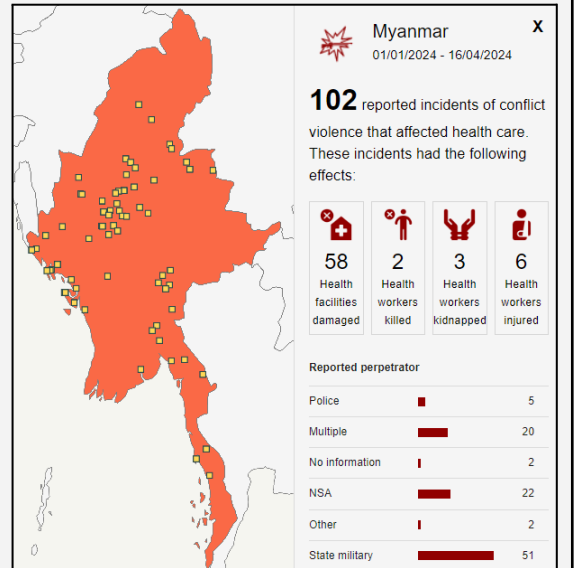 Myanmar
X
01/01/2024 - 16/04/2024
102 reported incidents of conflict
violence that affected health care.
These incidents had the following
effects:
58
Health
facilities
damaged
2
Health
workers
killed
3
Health
workers
kidnapped
6
Health
workers
injured
Reported perpetrator
Police 5
Multiple 20
No information 2
NSA 22
Other 2
State military 51